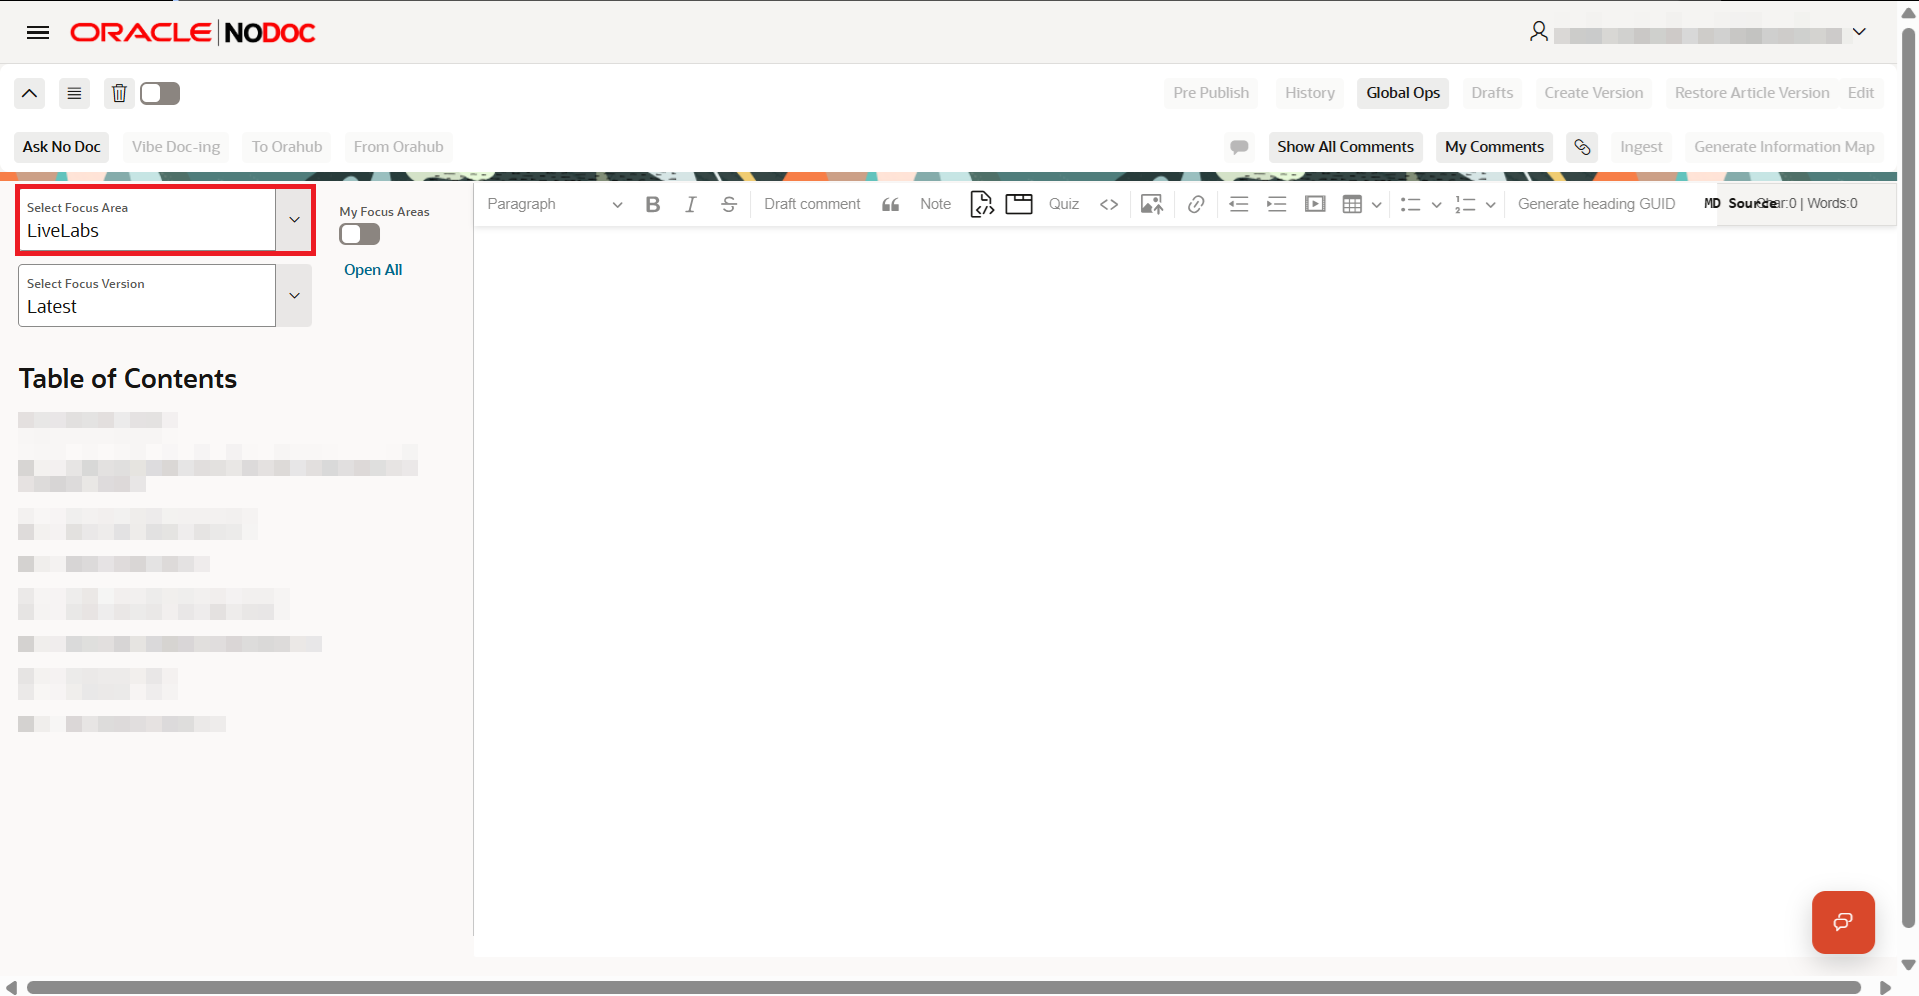 ORACLE | NODOC
Pre Publish History Global Ops Drafts Create Version Restore Article Version Edit
Ask No Doc Vibe Doc-ing To Orahub From Orahub Show All Comments My Comments Ingest Generate Information Map
Select Focus Area
LiveLabs
My Focus Areas
Open All
Select Focus Version
Latest
Table of Contents
Paragraph B I S Draft comment Note Quiz Generate heading GUID MD Source Char:0 | Words:0